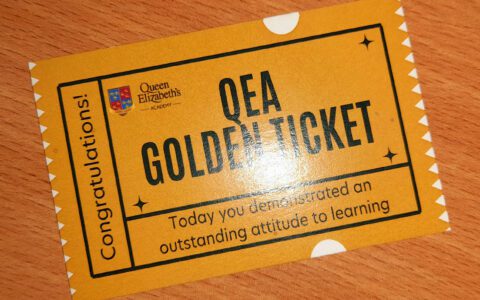 Congratulations!
Queen
Elizabeth's
ACADEMY
QEA
GOLDEN TICKET
Today you demonstrated an
outstanding attitude to learning